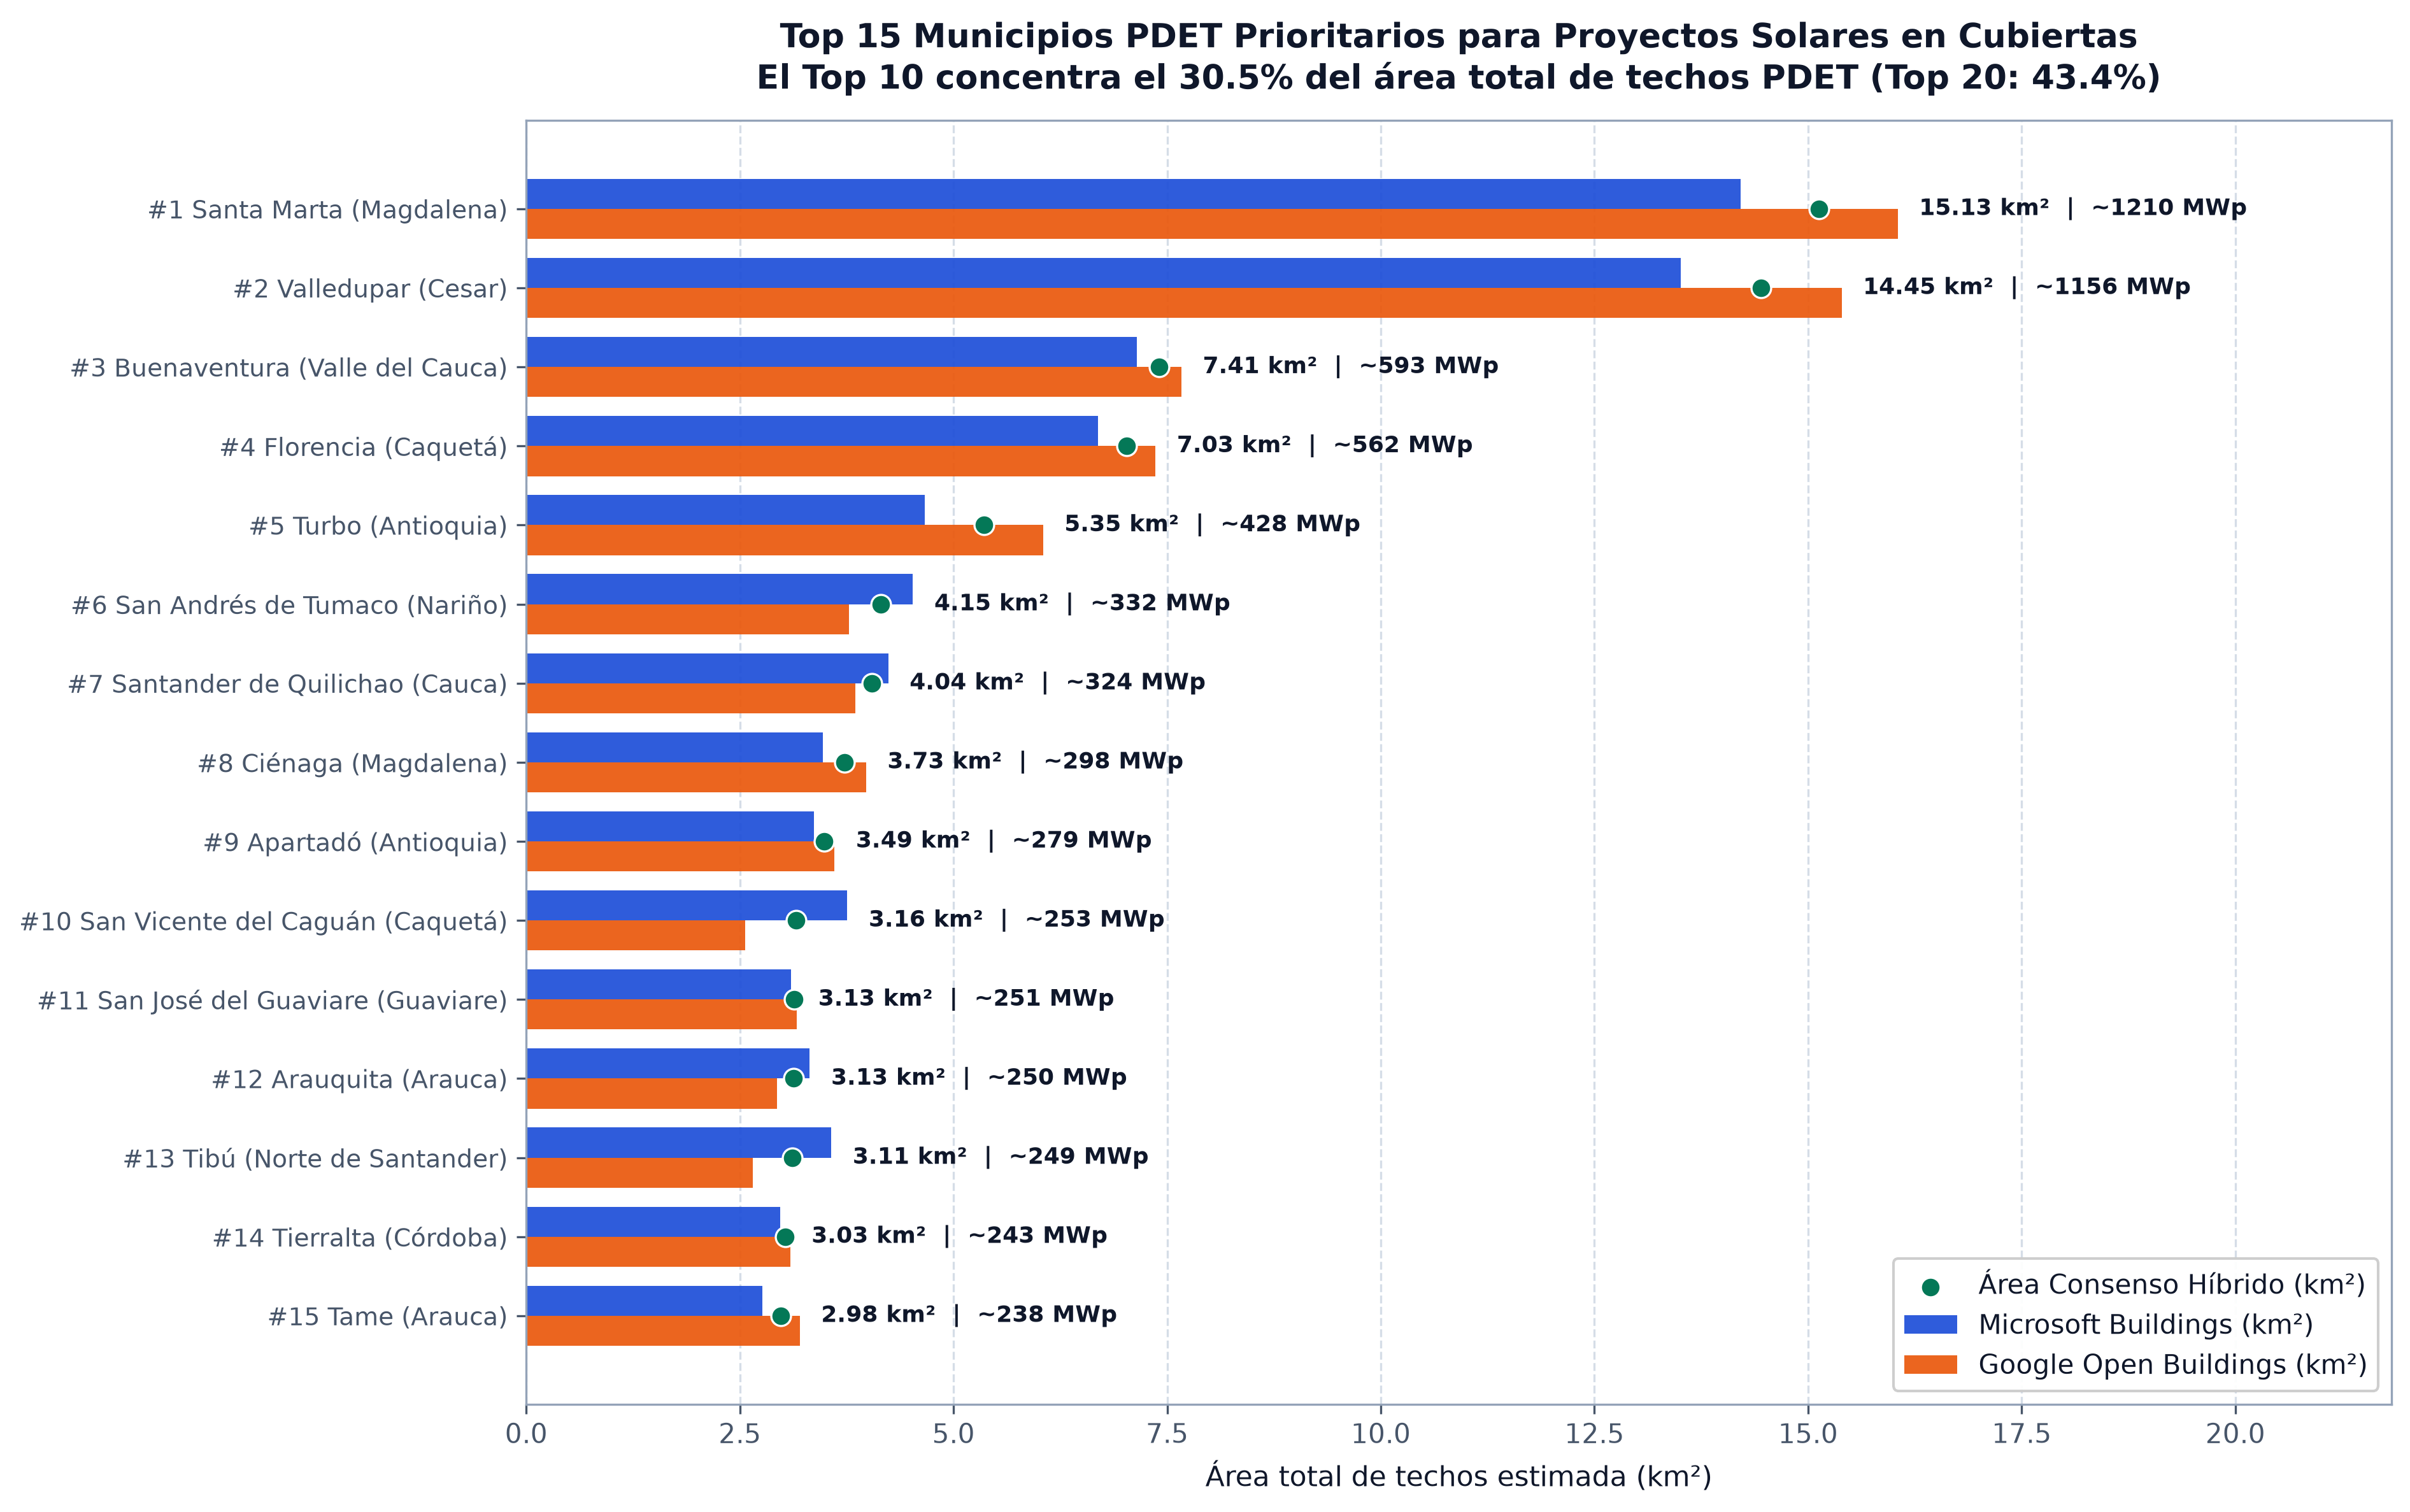 Top 15 Municipios PDET Prioritarios para Proyectos Solares en Cubiertas
El Top 10 concentra el 30.5% del área total de techos PDET (Top 20: 43.4%)
#1 Santa Marta (Magdalena)
15.13 km² | ~1210 MWp
#2 Valledupar (Cesar)
14.45 km² | ~1156 MWp
#3 Buenaventura (Valle del Cauca)
7.41 km² | ~593 MWp
#4 Florencia (Caquetá)
7.03 km² | ~562 MWp
#5 Turbo (Antioquia)
5.35 km² | ~428 MWp
#6 San Andrés de Tumaco (Nariño)
4.15 km² | ~332 MWp
#7 Santander de Quilichao (Cauca)
4.04 km² | ~324 MWp
#8 Ciénaga (Magdalena)
3.73 km² | ~298 MWp
#9 Apartadó (Antioquia)
3.49 km² | ~279 MWp
#10 San Vicente del Caguán (Caquetá)
3.16 km² | ~253 MWp
#11 San José del Guaviare (Guaviare)
3.13 km² | ~251 MWp
#12 Arauquita (Arauca)
3.13 km² | ~250 MWp
#13 Tibú (Norte de Santander)
3.11 km² | ~249 MWp
#14 Tierralta (Córdoba)
3.03 km² | ~243 MWp
#15 Tame (Arauca)
2.98 km² | ~238 MWp
Área Consenso Híbrido (km²)
Microsoft Buildings (km²)
Google Open Buildings (km²)
0.0 2.5 5.0 7.5 10.0 12.5 15.0 17.5 20.0
Área total de techos estimada (km²)